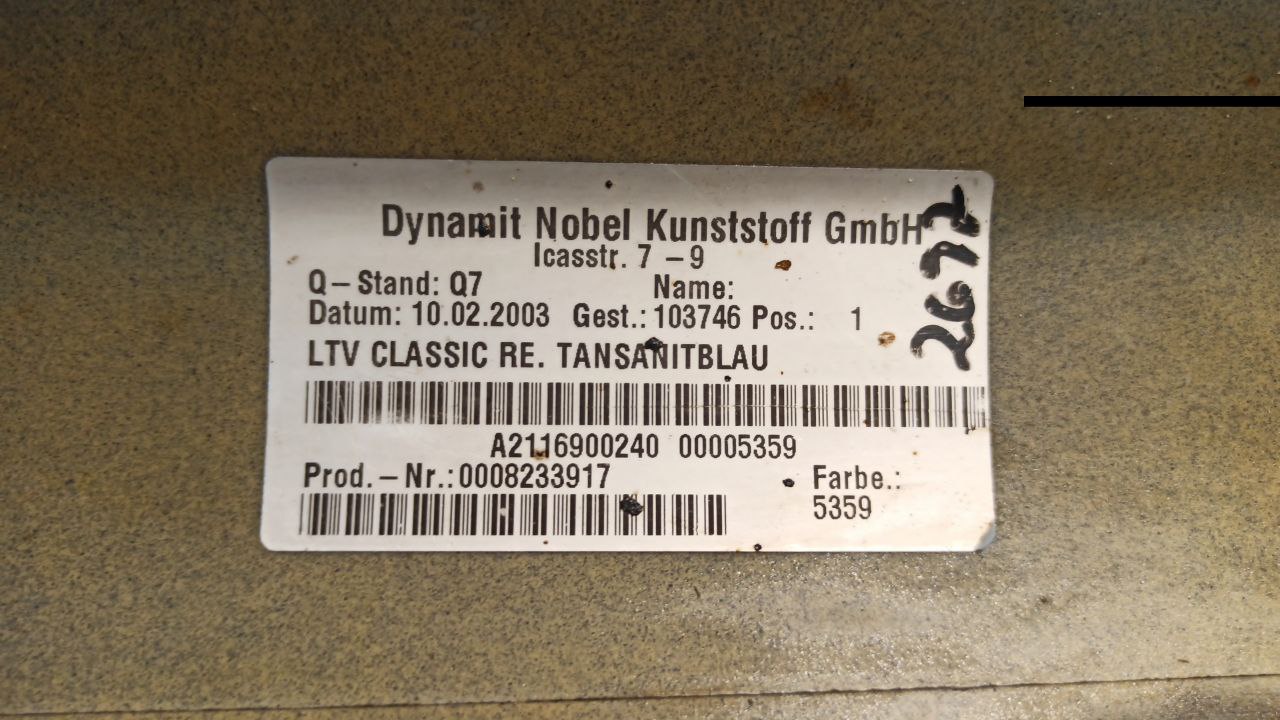 Dynamit Nobel Kunststoff GmbH
Icasstr. 7 – 9
Q – Stand: Q7 Name:
Datum: 10.02.2003 Gest.: 103746 Pos.: 1
LTV CLASSIC RE. TANSANITBLAU
A2116900240 00005359
Prod. – Nr.: 0008233917 Farbe.:
5359